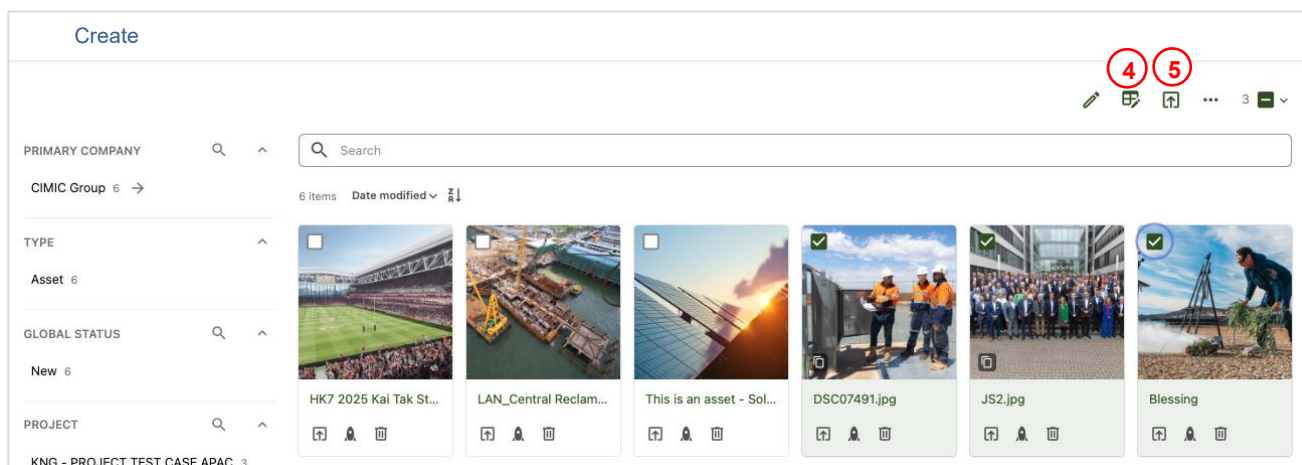 Create
4 5
3
PRIMARY COMPANY
Search
CIMIC Group 6
6 items Date modified
TYPE
Asset 6
GLOBAL STATUS
New 6
HK7 2025 Kai Tak St...
LAN_Central Reclam...
This is an asset - Sol...
DSC07491.jpg
JS2.jpg
Blessing
PROJECT
KNG - PROJECT TEST CASE APAC 3